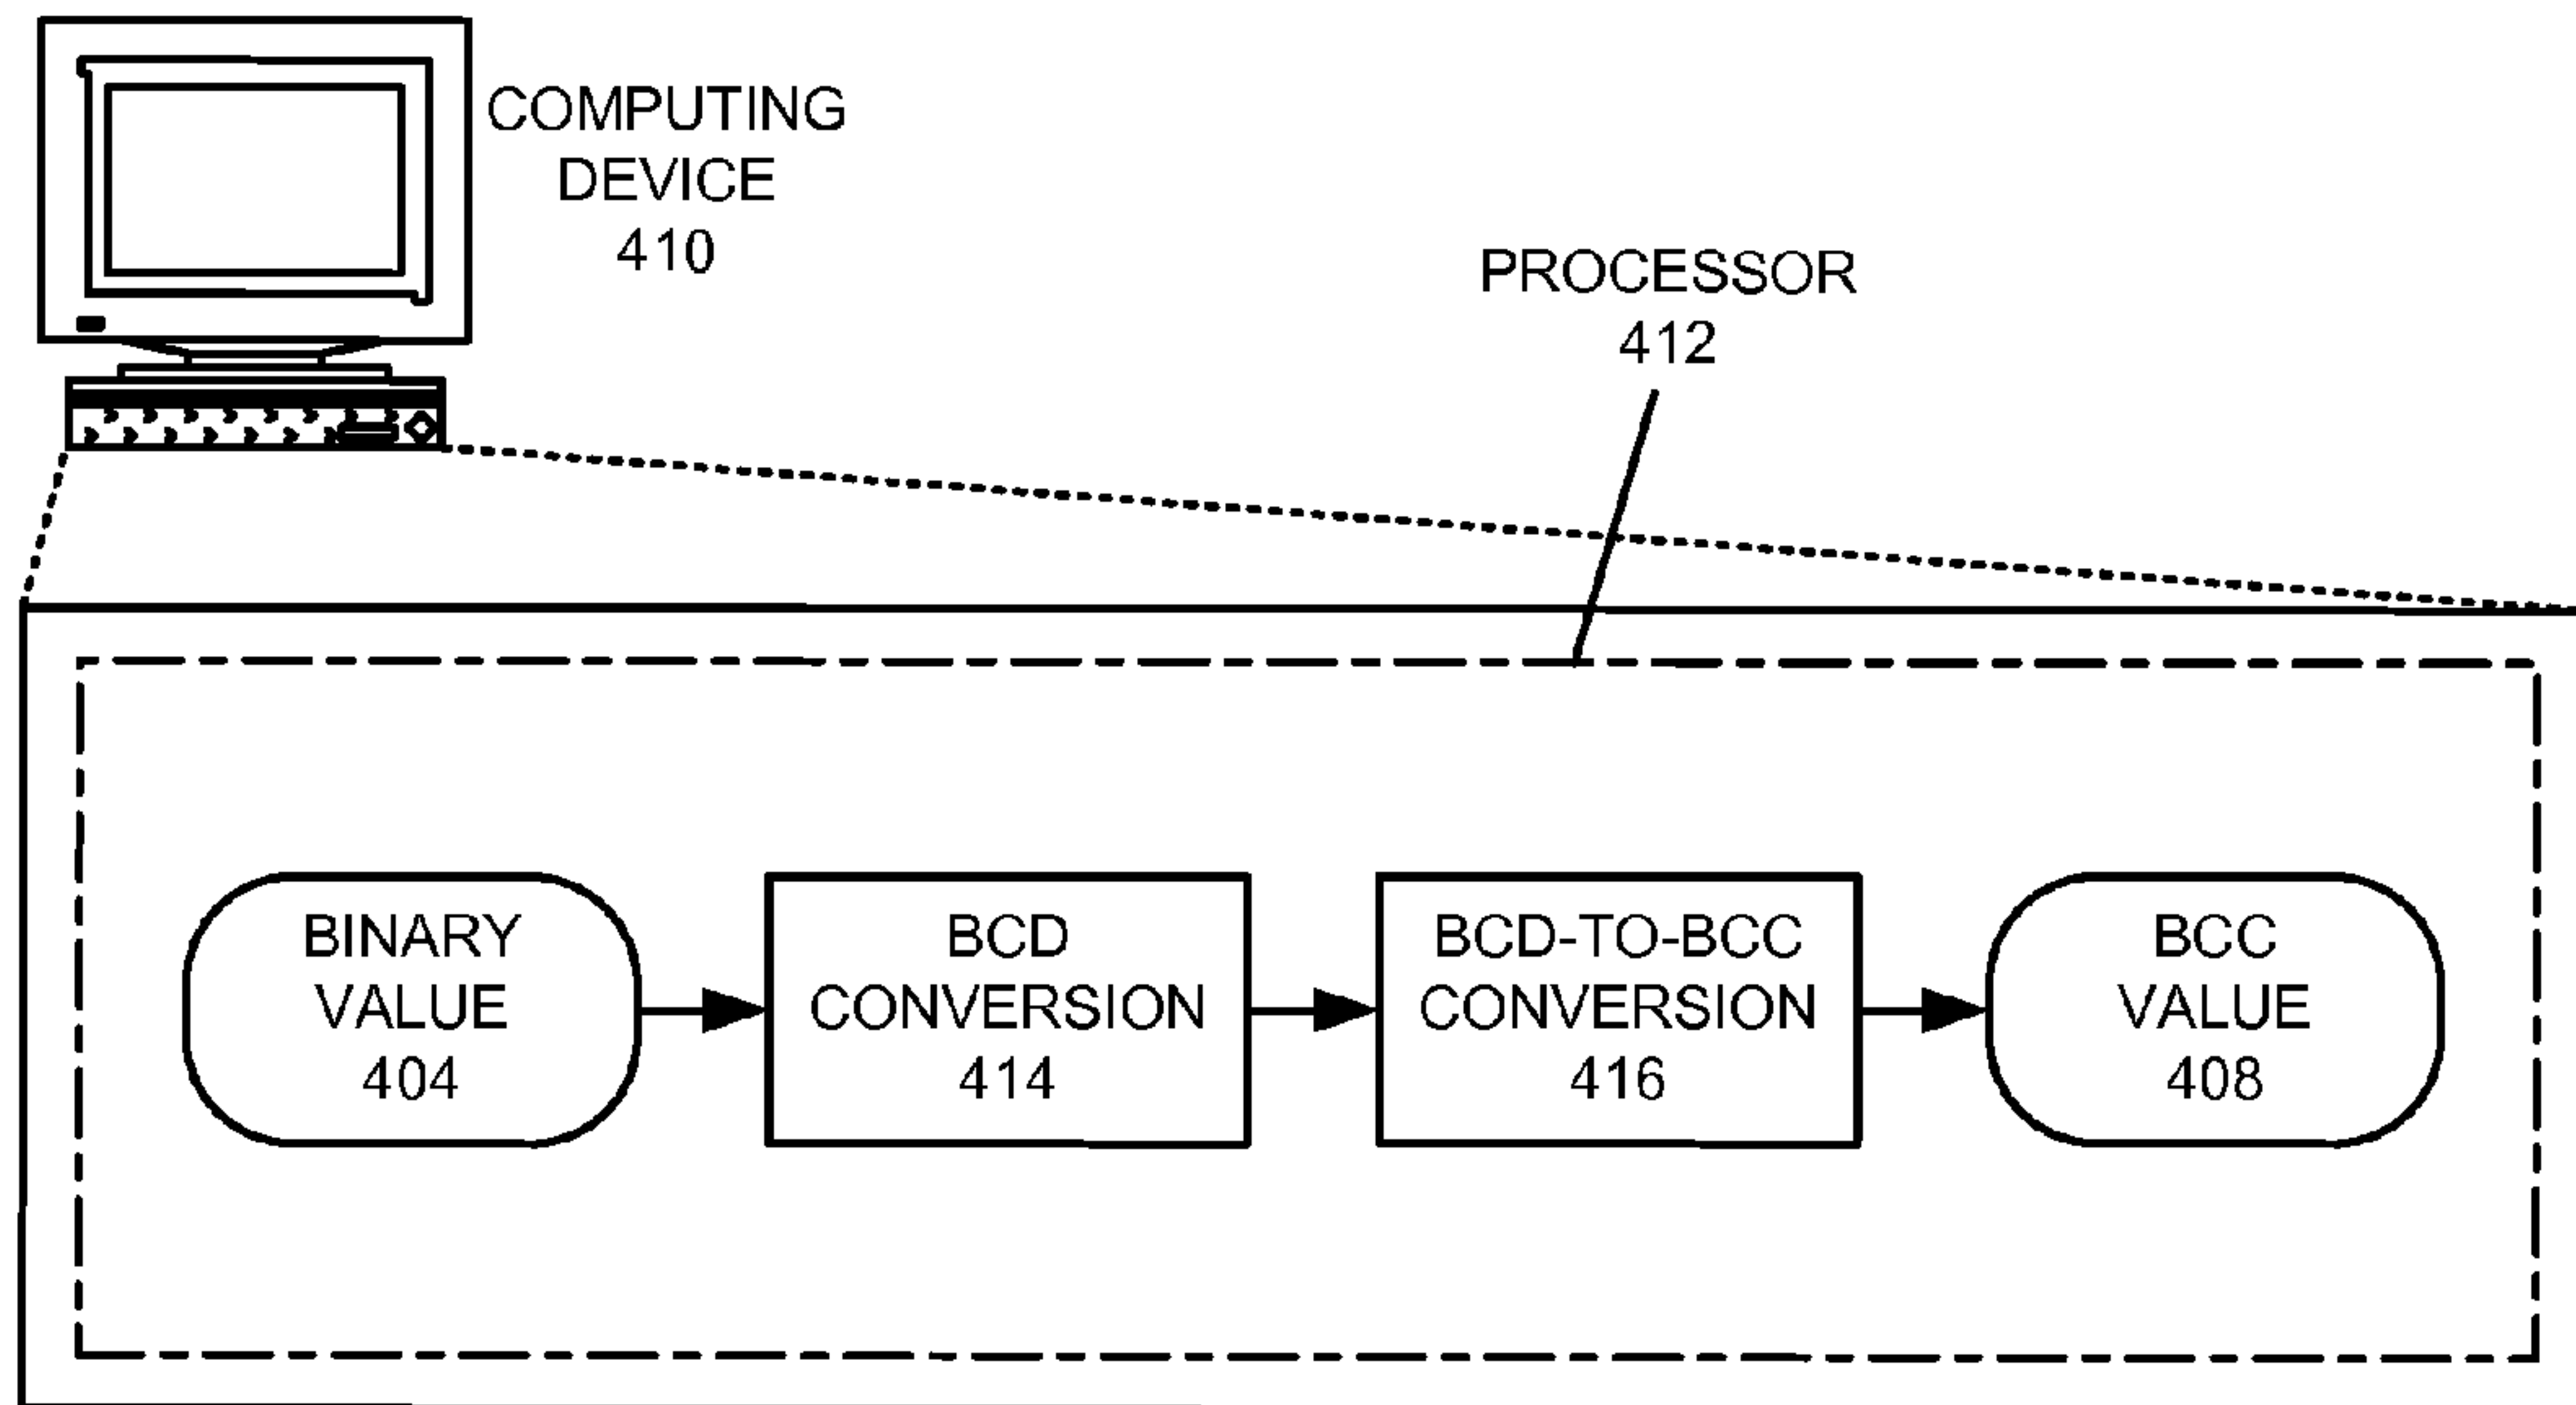 COMPUTING
DEVICE
410
PROCESSOR
412
BINARY
VALUE
404
BCD
CONVERSION
414
BCD-TO-BCC
CONVERSION
416
BCC
VALUE
408